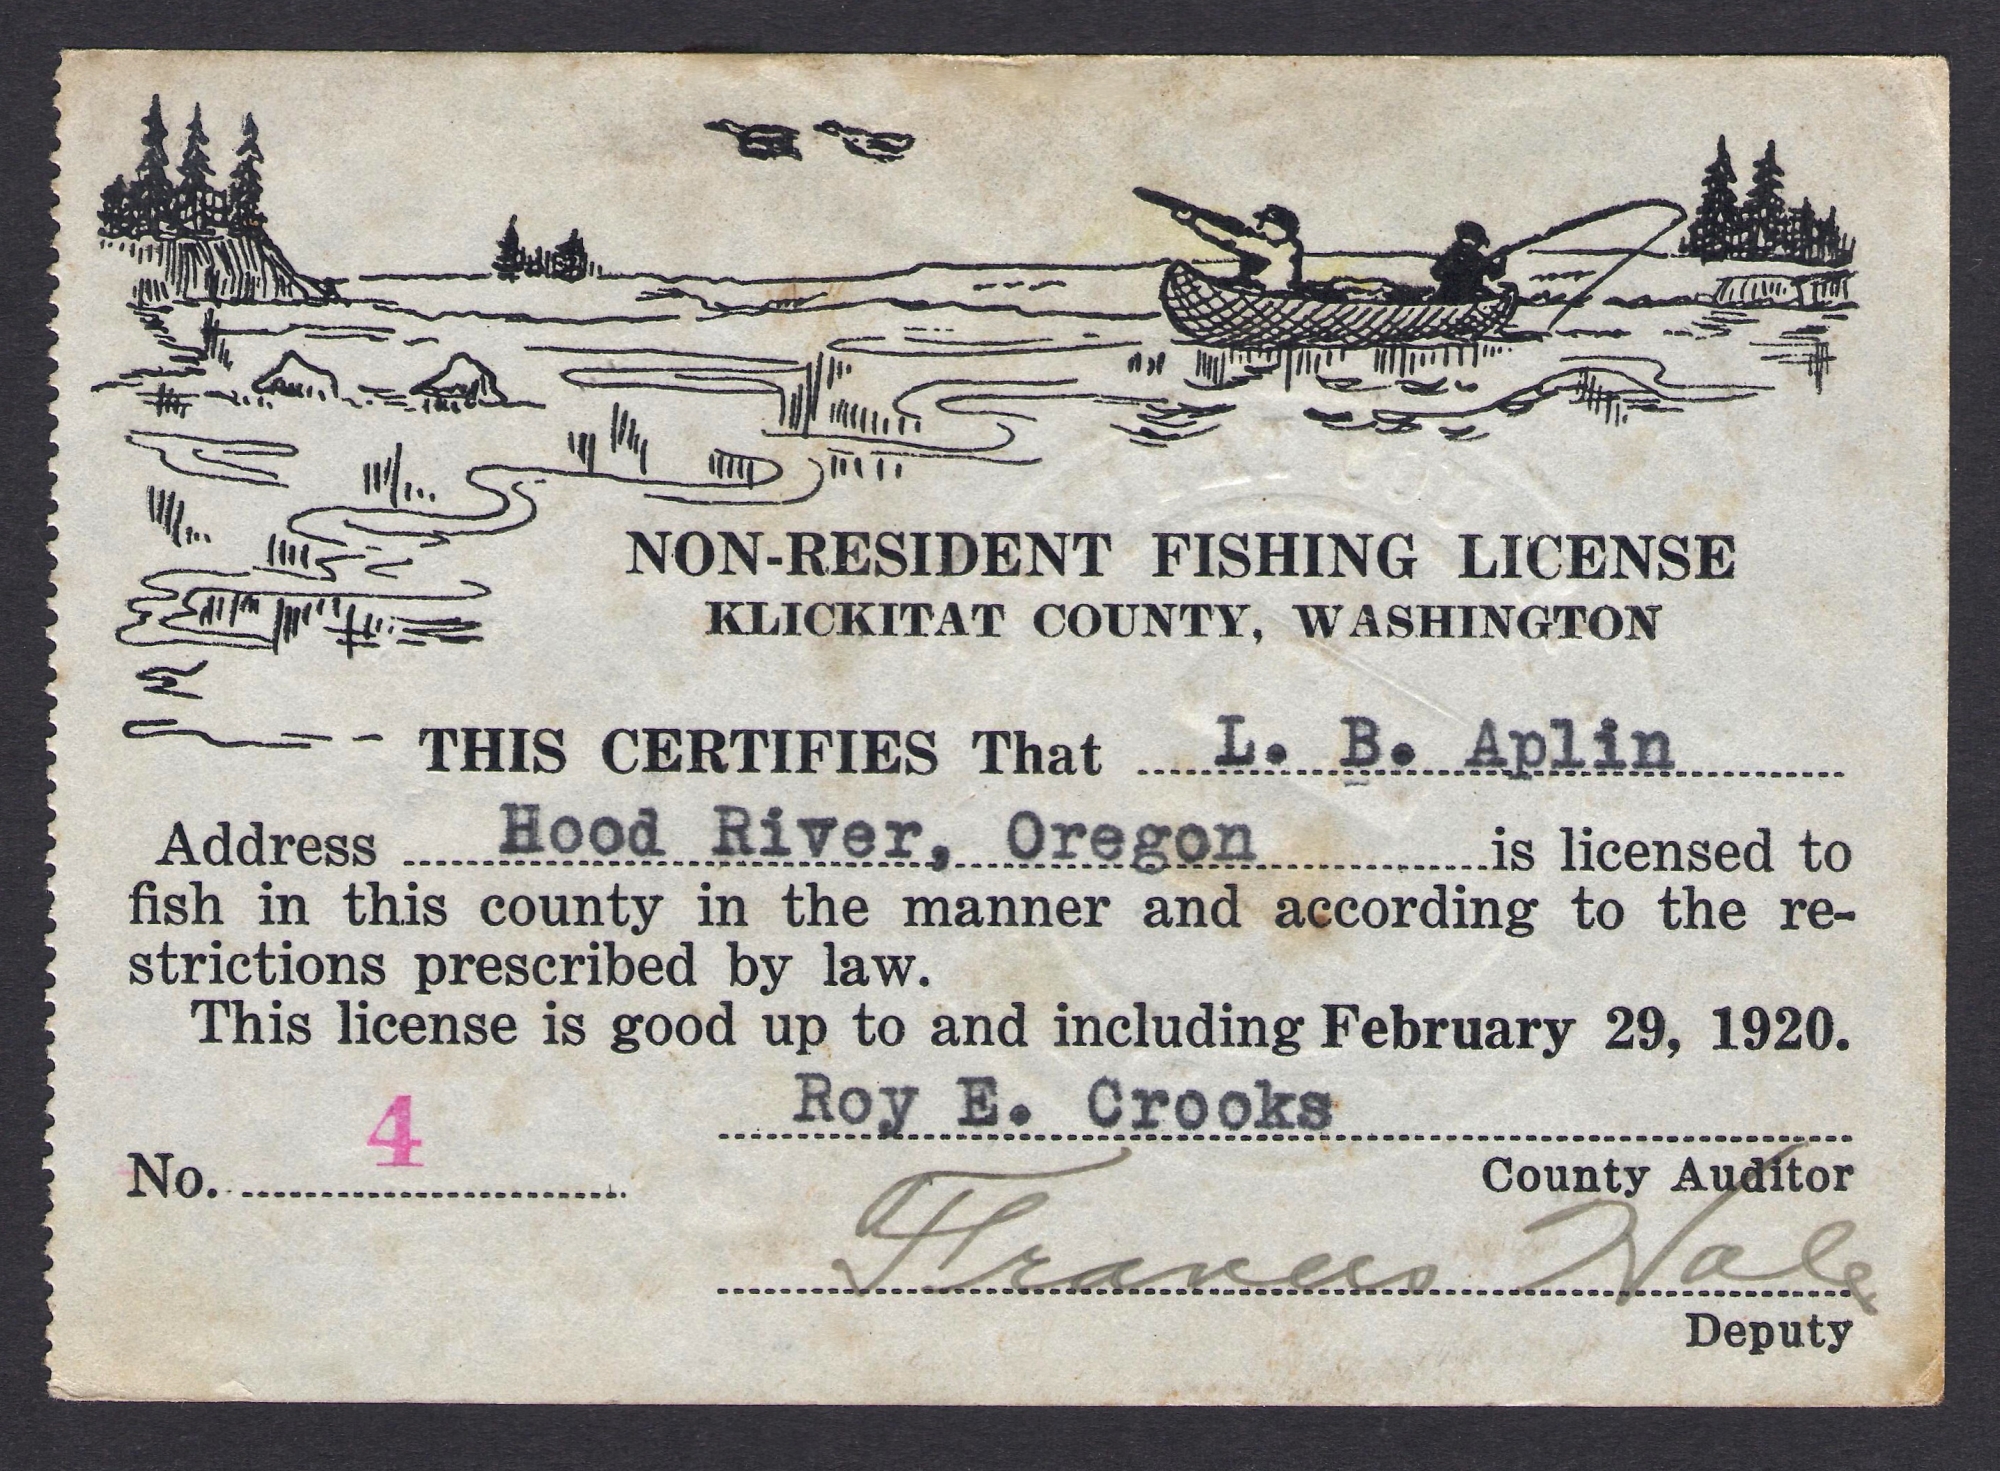 NON-RESIDENT FISHING LICENSE
KLICKITAT COUNTY, WASHINGTON
THIS CERTIFIES That L. B. Aplin
Address Hood River, Oregon is licensed to
fish in this county in the manner and according to the re-
strictions prescribed by law.
This license is good up to and including February 29, 1920.
Roy E. Crooks
County Auditor
No. 4
Frances
Deputy